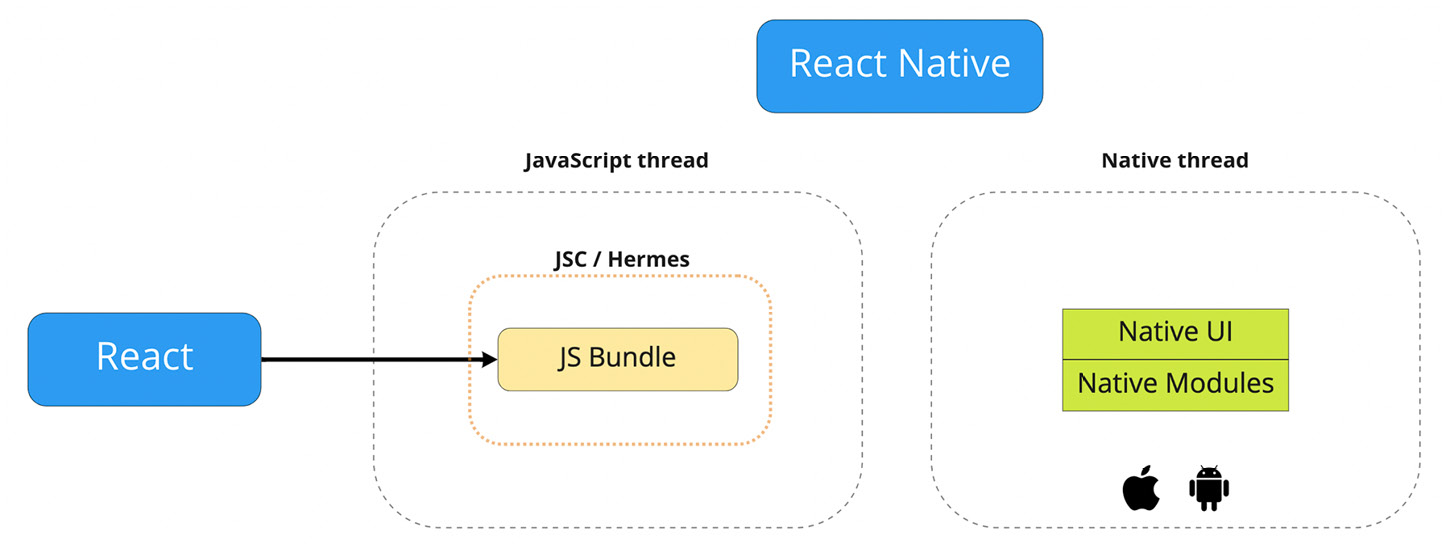 React Native
JavaScript thread
Native thread
JSC / Hermes
React
JS Bundle
Native UI
Native Modules